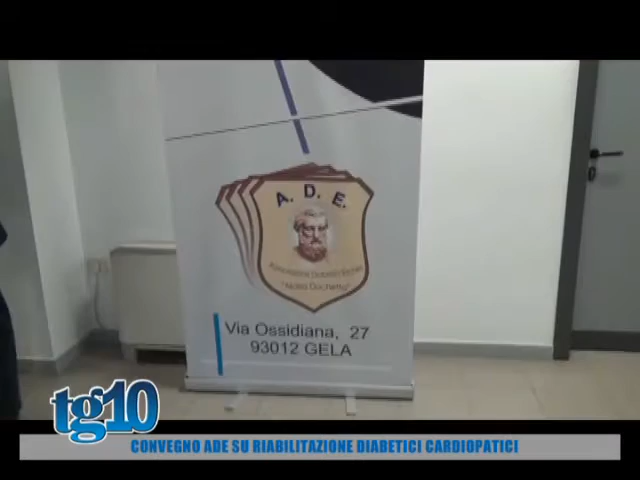 A. D. E.
Via Ossidiana, 27
93012 GELA
tg10
CONVEGNO ADE SU RIABILITAZIONE DIABETICI CARDIOPATICI